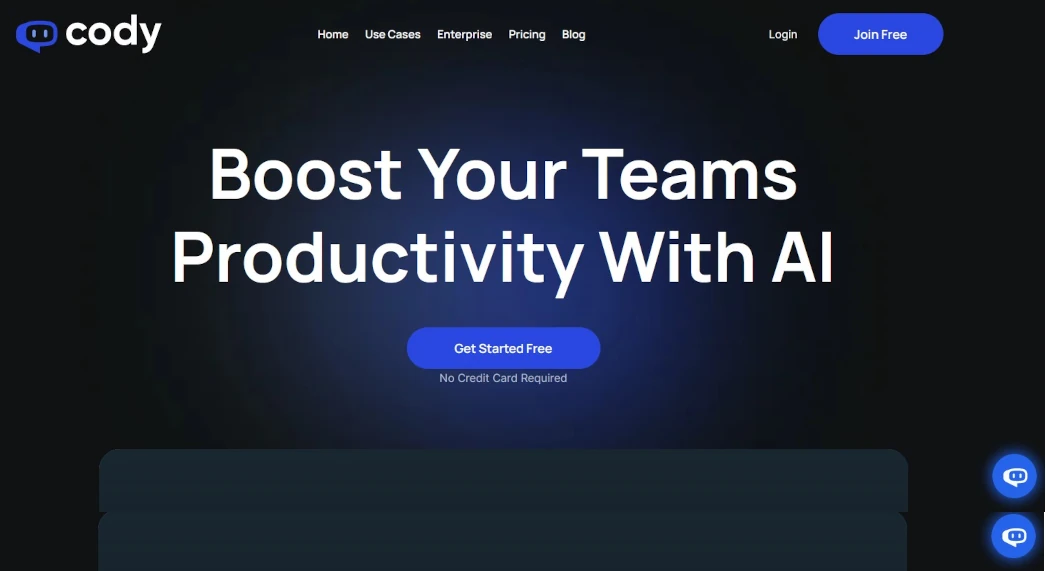 cody
Home Use Cases Enterprise Pricing Blog Login Join Free
Boost Your Teams
Productivity With AI
Get Started Free
No Credit Card Required